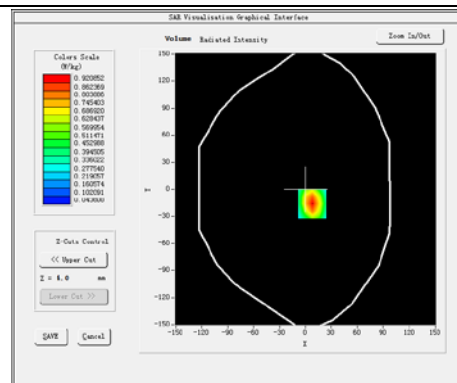 SAR Visualisation Graphical Interface
Volume Radiated Intensity
Zoom In/Out
Colors Scale
(W/kg)
0.920852
0.862369
0.803886
0.745403
0.686920
0.628437
0.569954
0.511471
0.452988
0.394505
0.336022
0.277540
0.219057
0.160574
0.102091
0.043608
Z-Cuts Control
<< Upper Cut
Z = 5.0 mm
Lower Cut >>
SAVE Cancel
150
120
90
60
30
0
-30
-60
-90
-120
-150
Y
-150 -120 -90 -60 -30 0 30 60 90 120 150
X